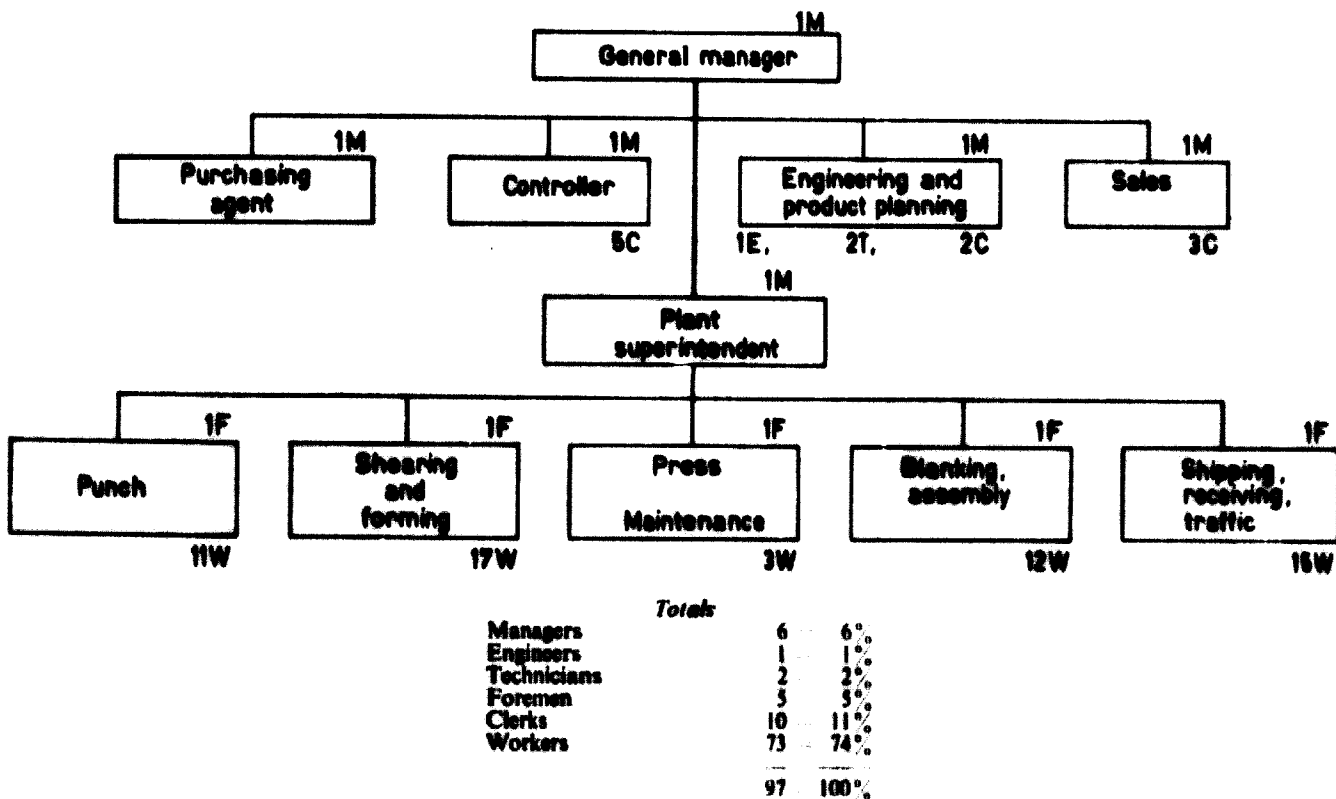 1M
General manager
1M
1M
1M
1M
Purchasing
agent
Controller
Engineering and
product planning
Sales
5C
1E, 2T, 2C
3C
1M
Plant
superintendent
1F
1F
1F
1F
1F
Punch
Shearing
and
forming
Press
Maintenance
Blanking,
assembly
Shipping,
receiving,
traffic
11W
17W
3W
12W
15W
Totals
Managers 6 6%
Engineers 1 1%
Technicians 2 2%
Foremen 5 5%
Clerks 10 11%
Workers 73 74%
97 100%